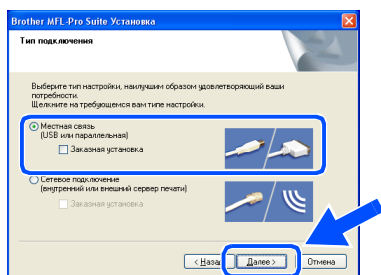 Brother MFL-Pro Suite Установка
Тип подключения
Выберите тип настройки, наилучшим образом удовлетворяющий ваши
потребности.
Щелкните на требующемся вам типе настройки.
Местная связь
(USB или параллельная)
Заказная установка
Сетевое подключение
(внутренний или внешний сервер печати)
Заказная установка
Далее > Отмена